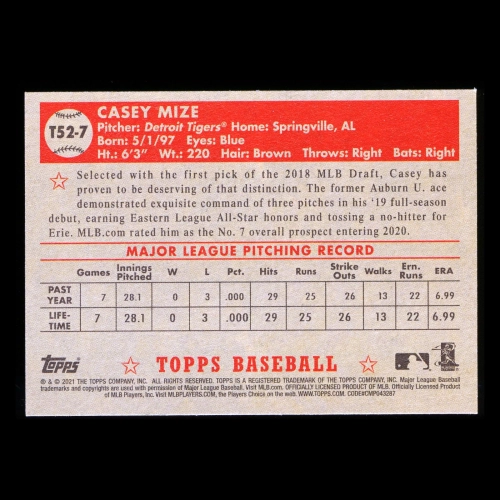 T52-7
CASEY MIZE
Pitcher: Detroit Tigers® Home: Springville, AL
Born: 5/1/97 Eyes: Blue
Ht.: 6'3" Wt.: 220 Hair: Brown Throws: Right Bats: Right
Selected with the first pick of the 2018 MLB Draft, Casey
has proven to be deserving of that distinction. The former Auburn U. ace
demonstrated exquisite command of three pitches in his '19 full-season
debut, earning Eastern League All-Star honors and tossing a no-hitter for
Erie. MLB.com rated him as the No. 7 overall prospect entering 2020.
MAJOR LEAGUE PITCHING RECORD
Games Innings Pitched W L Pct. Hits Runs Strike Outs Walks Ern. Runs ERA
PAST YEAR 7 28.1 0 3 .000 29 25 26 13 22 6.99
LIFE-TIME 7 28.1 0 3 .000 29 25 26 13 22 6.99
Topps TOPPS BASEBALL
® & © 2021 THE TOPPS COMPANY, INC. ALL RIGHTS RESERVED. TOPPS IS A REGISTERED TRADEMARK OF THE TOPPS COMPANY, INC. Major League Baseball
trademarks and copyrights are used with permission of Major League Baseball. Visit MLB.com. OFFICIALLY LICENSED PRODUCT OF MAJOR LEAGUE BASEBALL PLAYERS, INC. Officially Licensed Product
of MLB Players, Inc. Visit MLBPLAYERS.com, the Players Choice on the web. WWW.TOPPS.COM. CODE#CMP043287